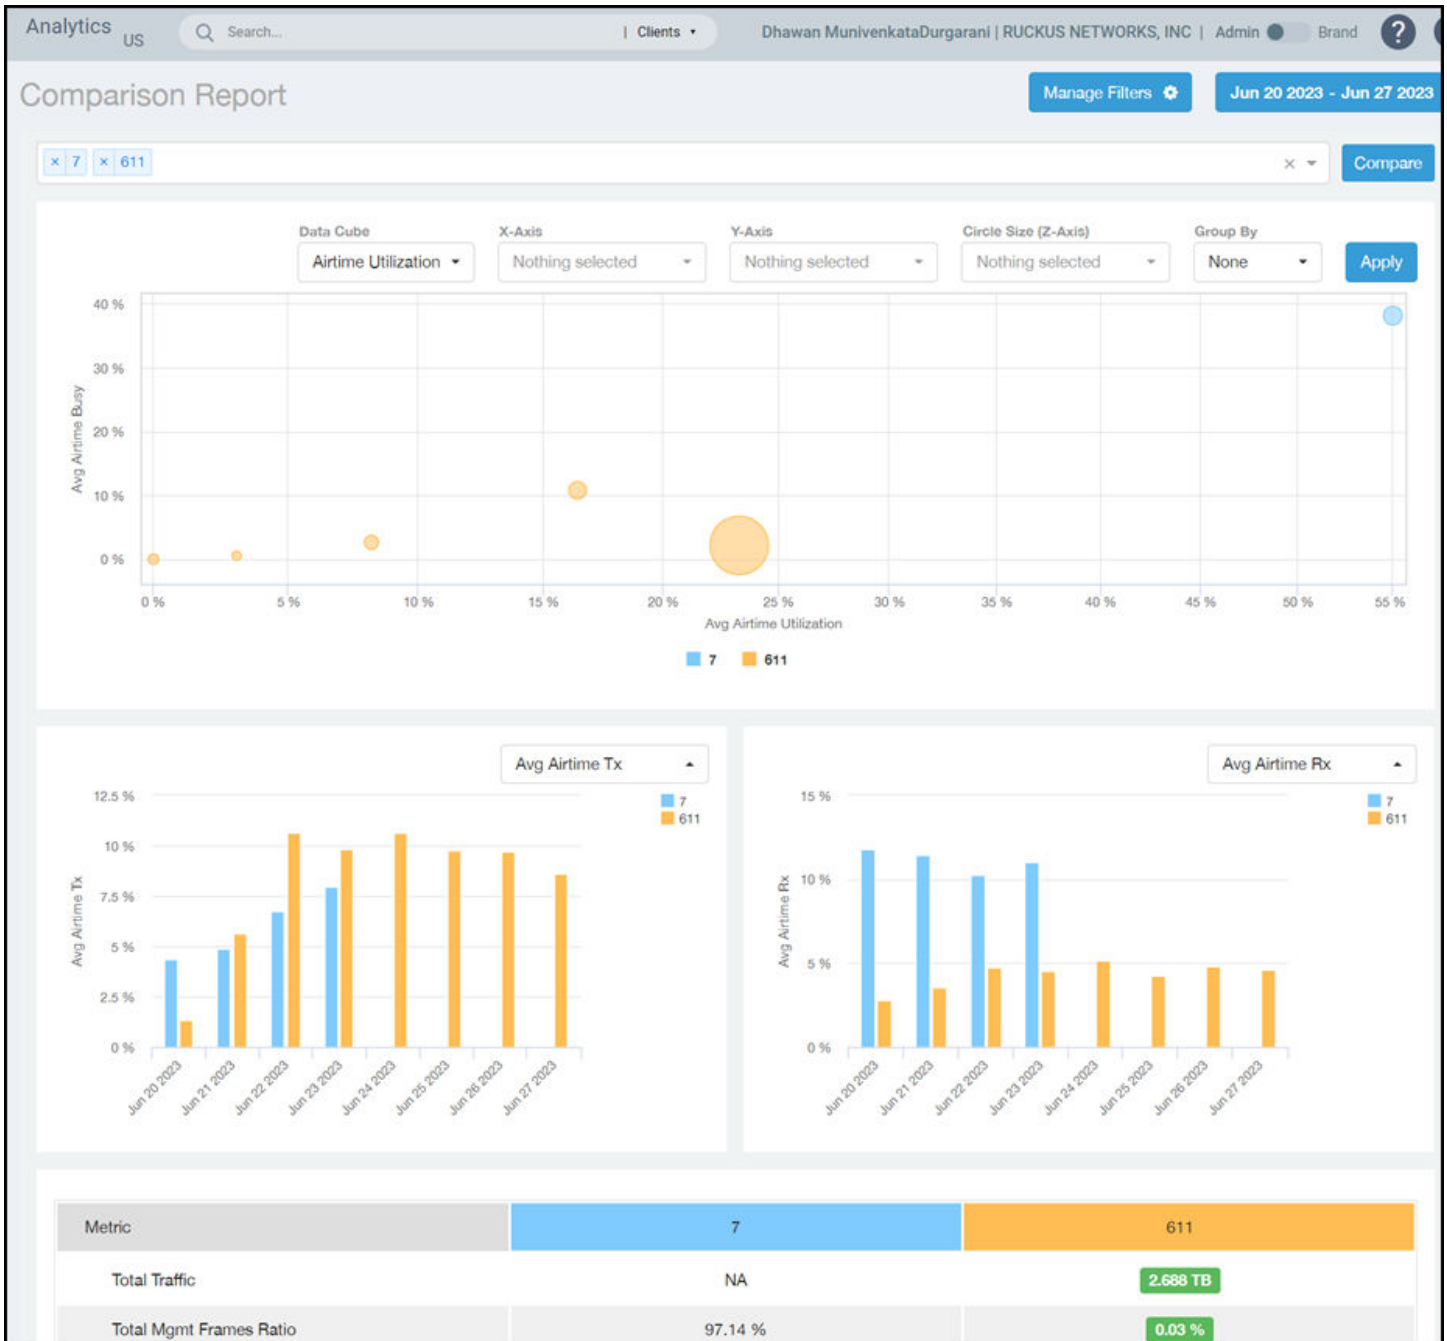 Analytics US Search... | Clients Dhawan MunivenkataDurgarani | RUCKUS NETWORKS, INC | Admin Brand ?
Comparison Report Manage Filters Jun 20 2023 - Jun 27 2023
× 7 × 611 × Compare
Data Cube X-Axis Y-Axis Circle Size (Z-Axis) Group By
Airtime Utilization Nothing selected Nothing selected Nothing selected None Apply
40 %
30 %
20 %
10 %
0 %
Avg Airtime Busy
0 % 5 % 10 % 15 % 20 % 25 % 30 % 35 % 40 % 45 % 50 % 55 %
Avg Airtime Utilization
7 611
Avg Airtime Tx
12.5 %
10 %
7.5 %
5 %
2.5 %
0 %
Avg Airtime Tx
7
611
Jun 20 2023 Jun 21 2023 Jun 22 2023 Jun 23 2023 Jun 24 2023 Jun 25 2023 Jun 26 2023 Jun 27 2023
Avg Airtime Rx
15 %
10 %
5 %
0 %
Avg Airtime Rx
7
611
Jun 20 2023 Jun 21 2023 Jun 22 2023 Jun 23 2023 Jun 24 2023 Jun 25 2023 Jun 26 2023 Jun 27 2023
Metric 7 611
Total Traffic NA 2.688 TB
Total Mgmt Frames Ratio 97.14 % 0.03 %